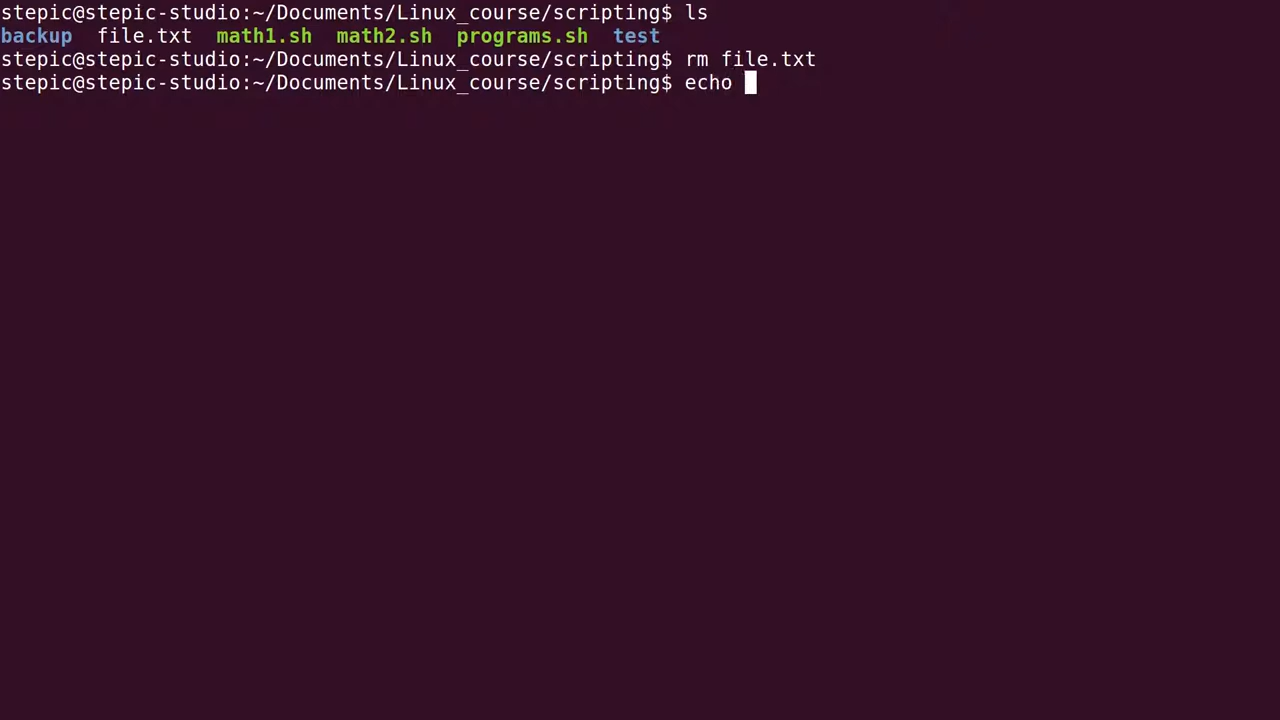 stepic@stepic-studio:~/Documents/Linux_course/scripting$ ls
backup  file.txt  math1.sh  math2.sh  programs.sh  test
stepic@stepic-studio:~/Documents/Linux_course/scripting$ rm file.txt
stepic@stepic-studio:~/Documents/Linux_course/scripting$ echo